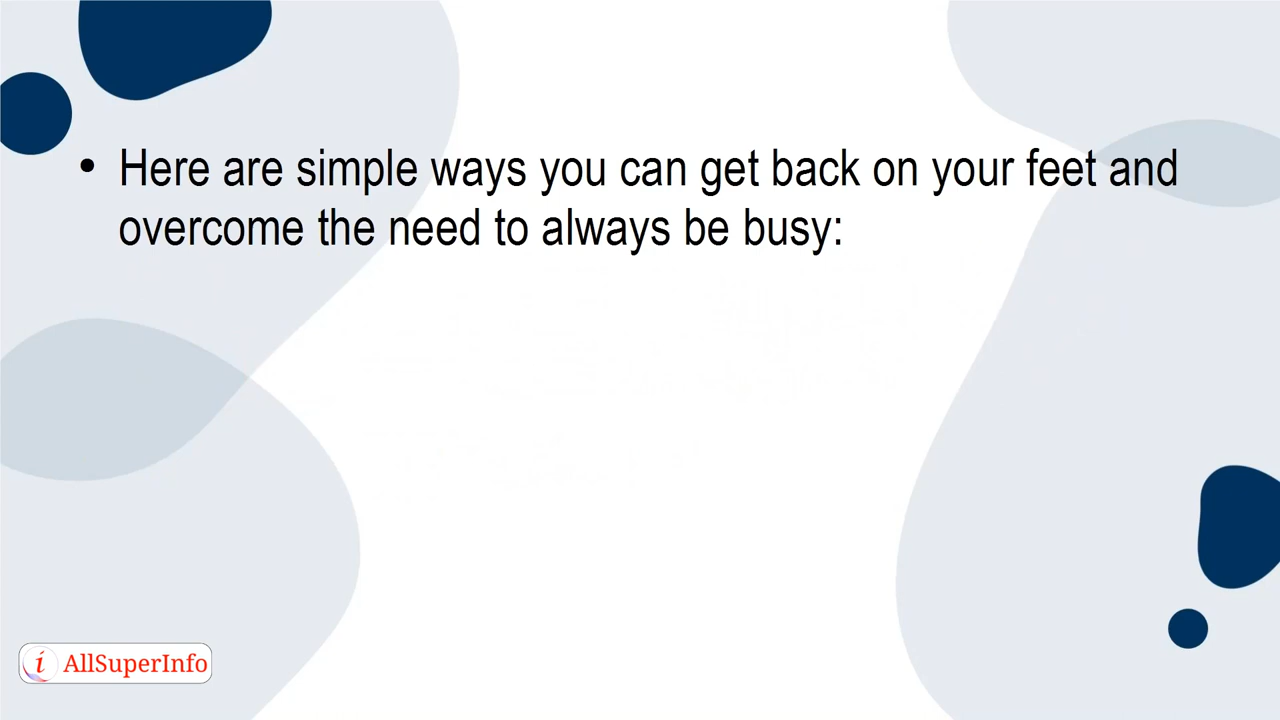 • Here are simple ways you can get back on your feet and
overcome the need to always be busy:
i AllSuperInfo